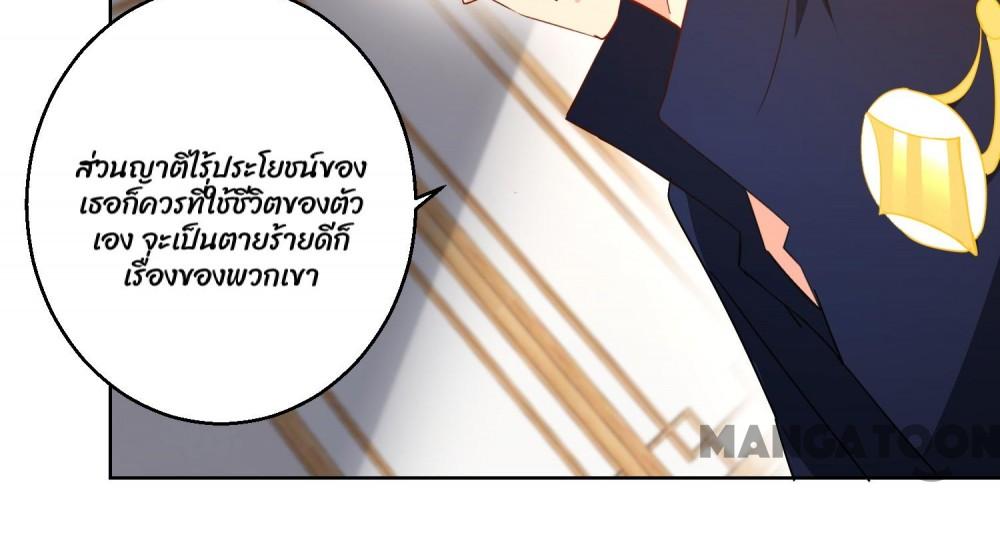 ส่วนญาติไร้ประโยชน์ของ
เธอก็ควรที่ใช้ชีวิตของตัว
เอง จะเป็นตายร้ายดีก็
เรื่องของพวกเขา
MANGATOON